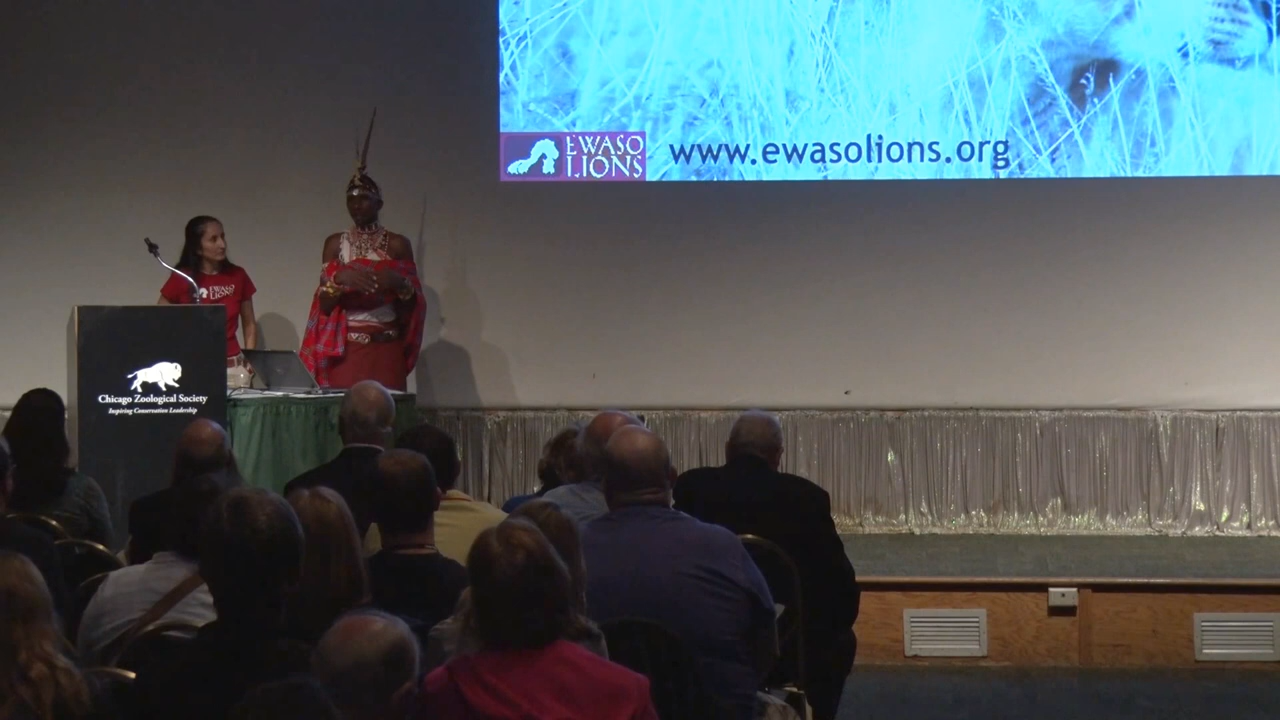 EWASO
LIONS
www.ewasolions.org
EWASO
LIONS
Chicago Zoological Society
Inspiring Conservation Leadership